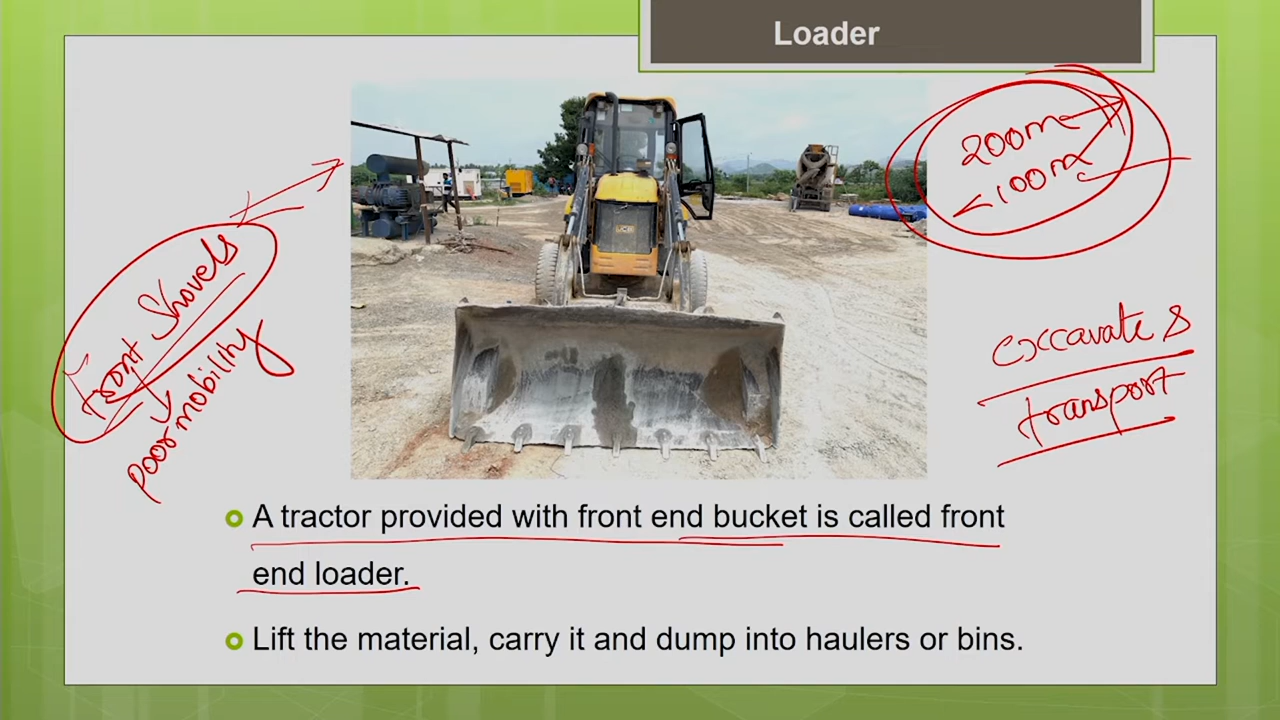 Loader
200m
<100m
Front Shovels
poor mobility
excavate &
transport
JCB
A tractor provided with front end bucket is called front
end loader.
Lift the material, carry it and dump into haulers or bins.